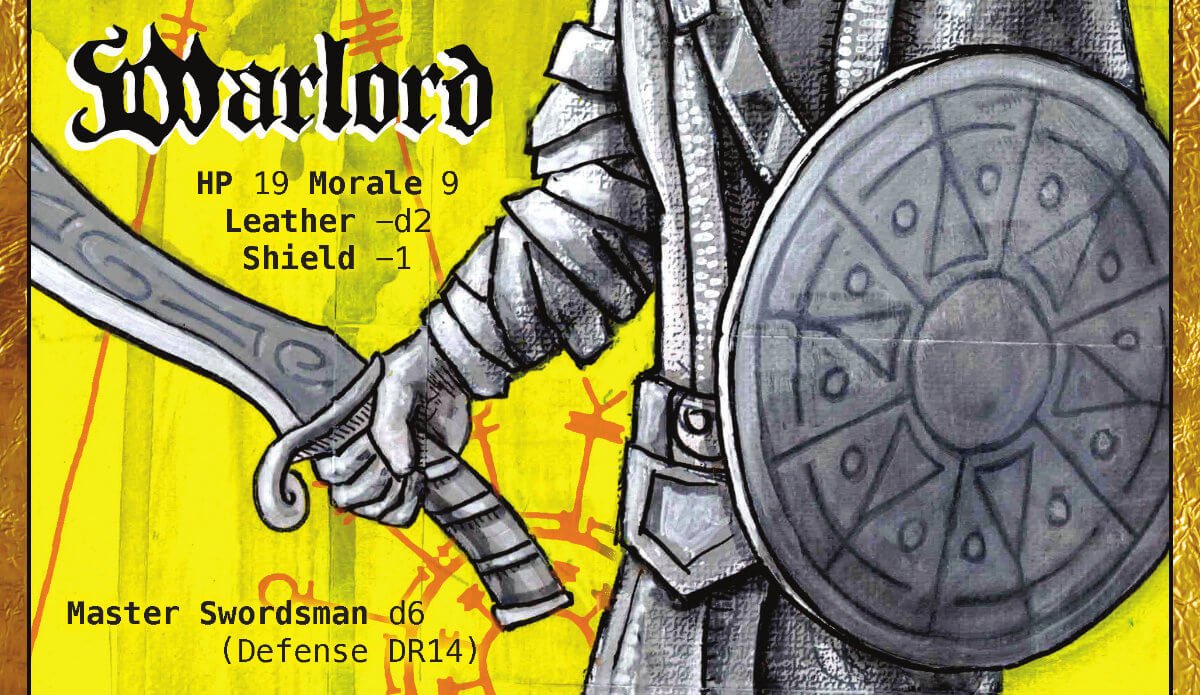 Warlord
HP 19 Morale 9
Leather –d2
Shield –1
Master Swordsman d6
(Defense DR14)